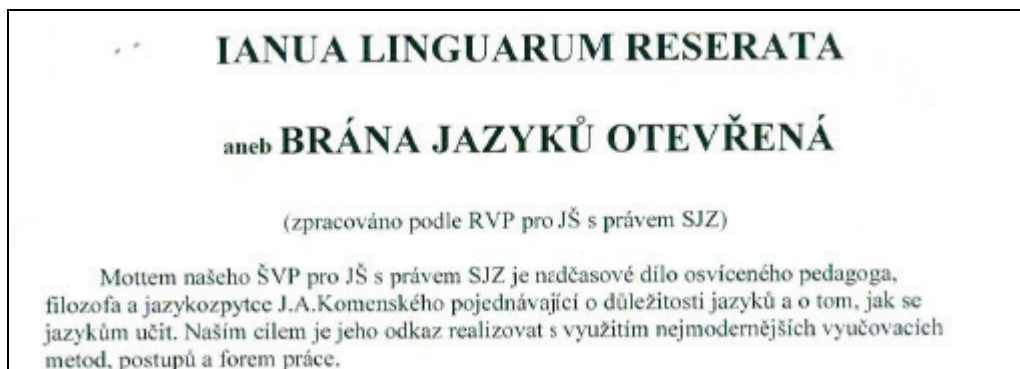 IANUA LINGUARUM RESERATA
aneb BRÁNA JAZYKŮ OTEVŘENÁ
(zpracováno podle RVP pro JŠ s právem SJZ)
Mottem našeho ŠVP pro JŠ s právem SJZ je nadčasové dílo osvíceného pedagoga,
filozofa a jazykozpytce J.A.Komenského pojednávající o důležitosti jazyků a o tom, jak se
jazykům učit. Naším cílem je jeho odkaz realizovat s využitím nejmodernějších vyučovacích
metod, postupů a forem práce.